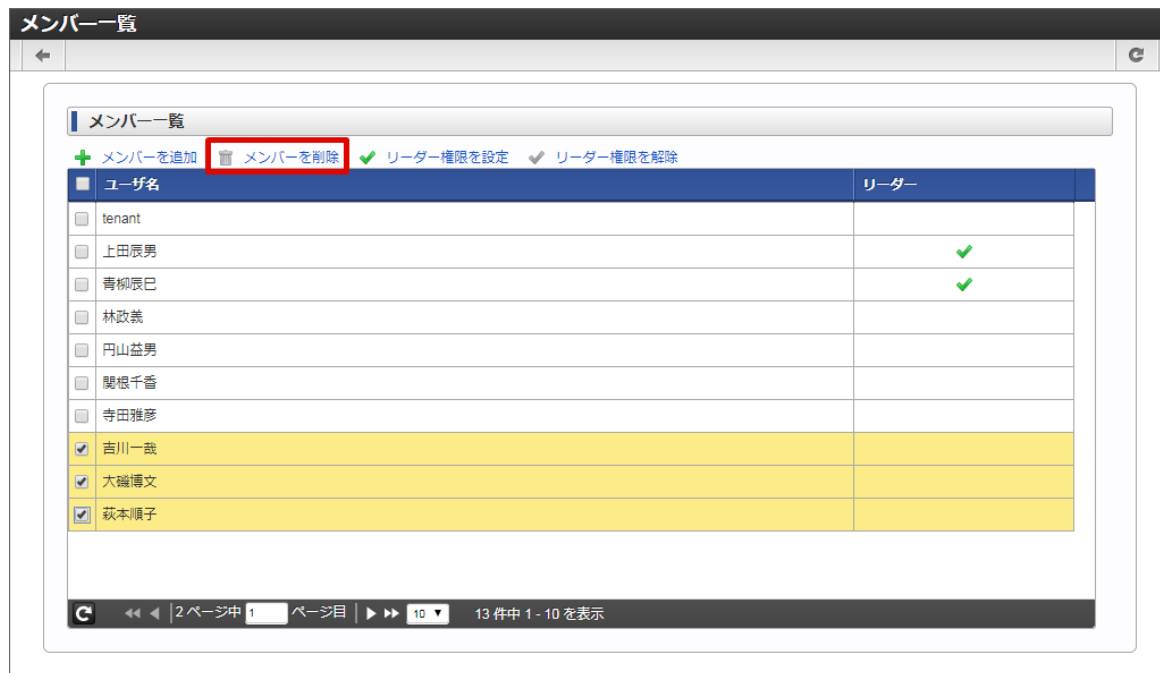 メンバー一覧
メンバー一覧
メンバーを追加 メンバーを削除 リーダー権限を設定 リーダー権限を解除
ユーザ名 リーダー
tenant
上田辰男
青柳辰巳
林政義
円山益男
関根千香
寺田雅彦
吉川一哉
大磯博文
萩本順子
2 ページ中 1 ページ目 10 13 件中 1 - 10 を表示